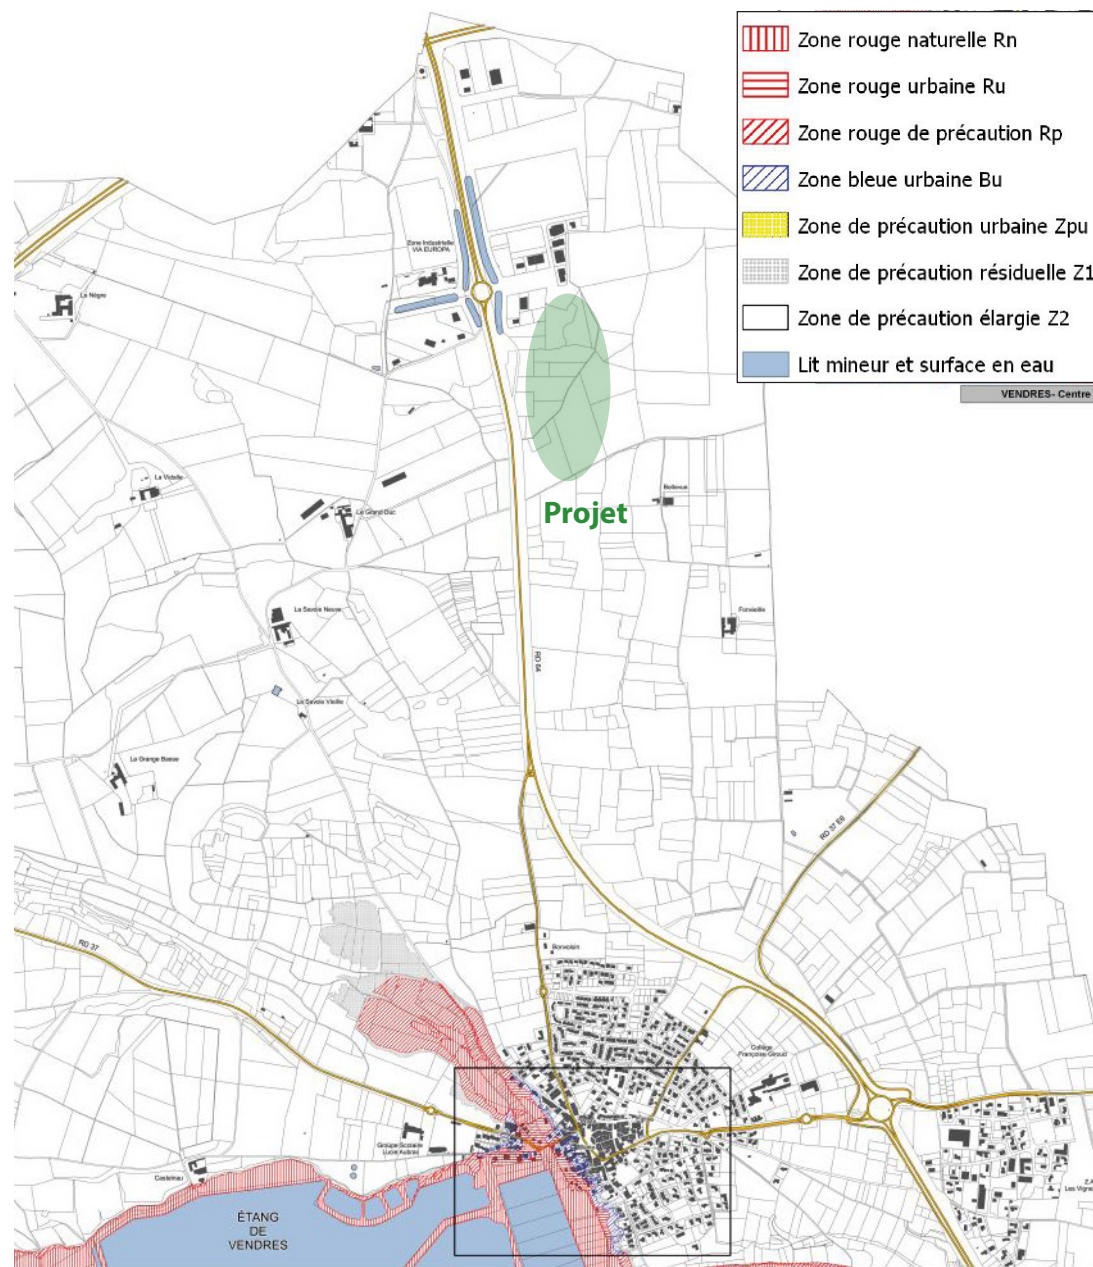 Zone rouge naturelle Rn
Zone rouge urbaine Ru
Zone rouge de précaution Rp
Zone bleue urbaine Bu
Zone de précaution urbaine Zpu
Zone de précaution résiduelle Z1
Zone de précaution élargie Z2
Lit mineur et surface en eau
VENDRES- Centre
Zone Industrielle
VIA EUROPA
La Nègre
Projet
La Vidalle
Bellevue
Le Grand Duc
La Savoie Neuve
Fonvieille
RD 64
La Savoie Vieille
La Grange Basse
RD 37 E6
RD 37
Bonvoisin
Collège
Françoise Giroud
Groupe Scolaire
Lucie Aubrac
Castelnau
Z.A
Les Vigne
ÉTANG
DE
VENDRES